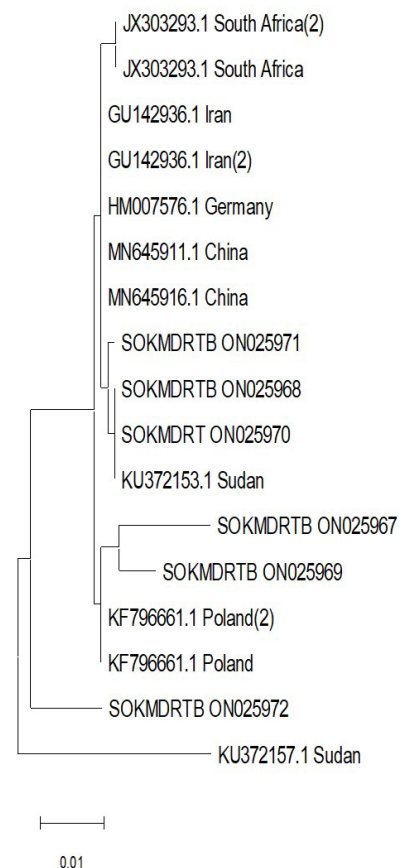 JX303293.1 South Africa(2)
JX303293.1 South Africa
GU142936.1 Iran
GU142936.1 Iran(2)
HM007576.1 Germany
MN645911.1 China
MN645916.1 China
SOKMDRTB ON025971
SOKMDRTB ON025968
SOKMDRT ON025970
KU372153.1 Sudan
SOKMDRTB ON025967
SOKMDRTB ON025969
KF796661.1 Poland(2)
KF796661.1 Poland
SOKMDRTB ON025972
KU372157.1 Sudan
0.01